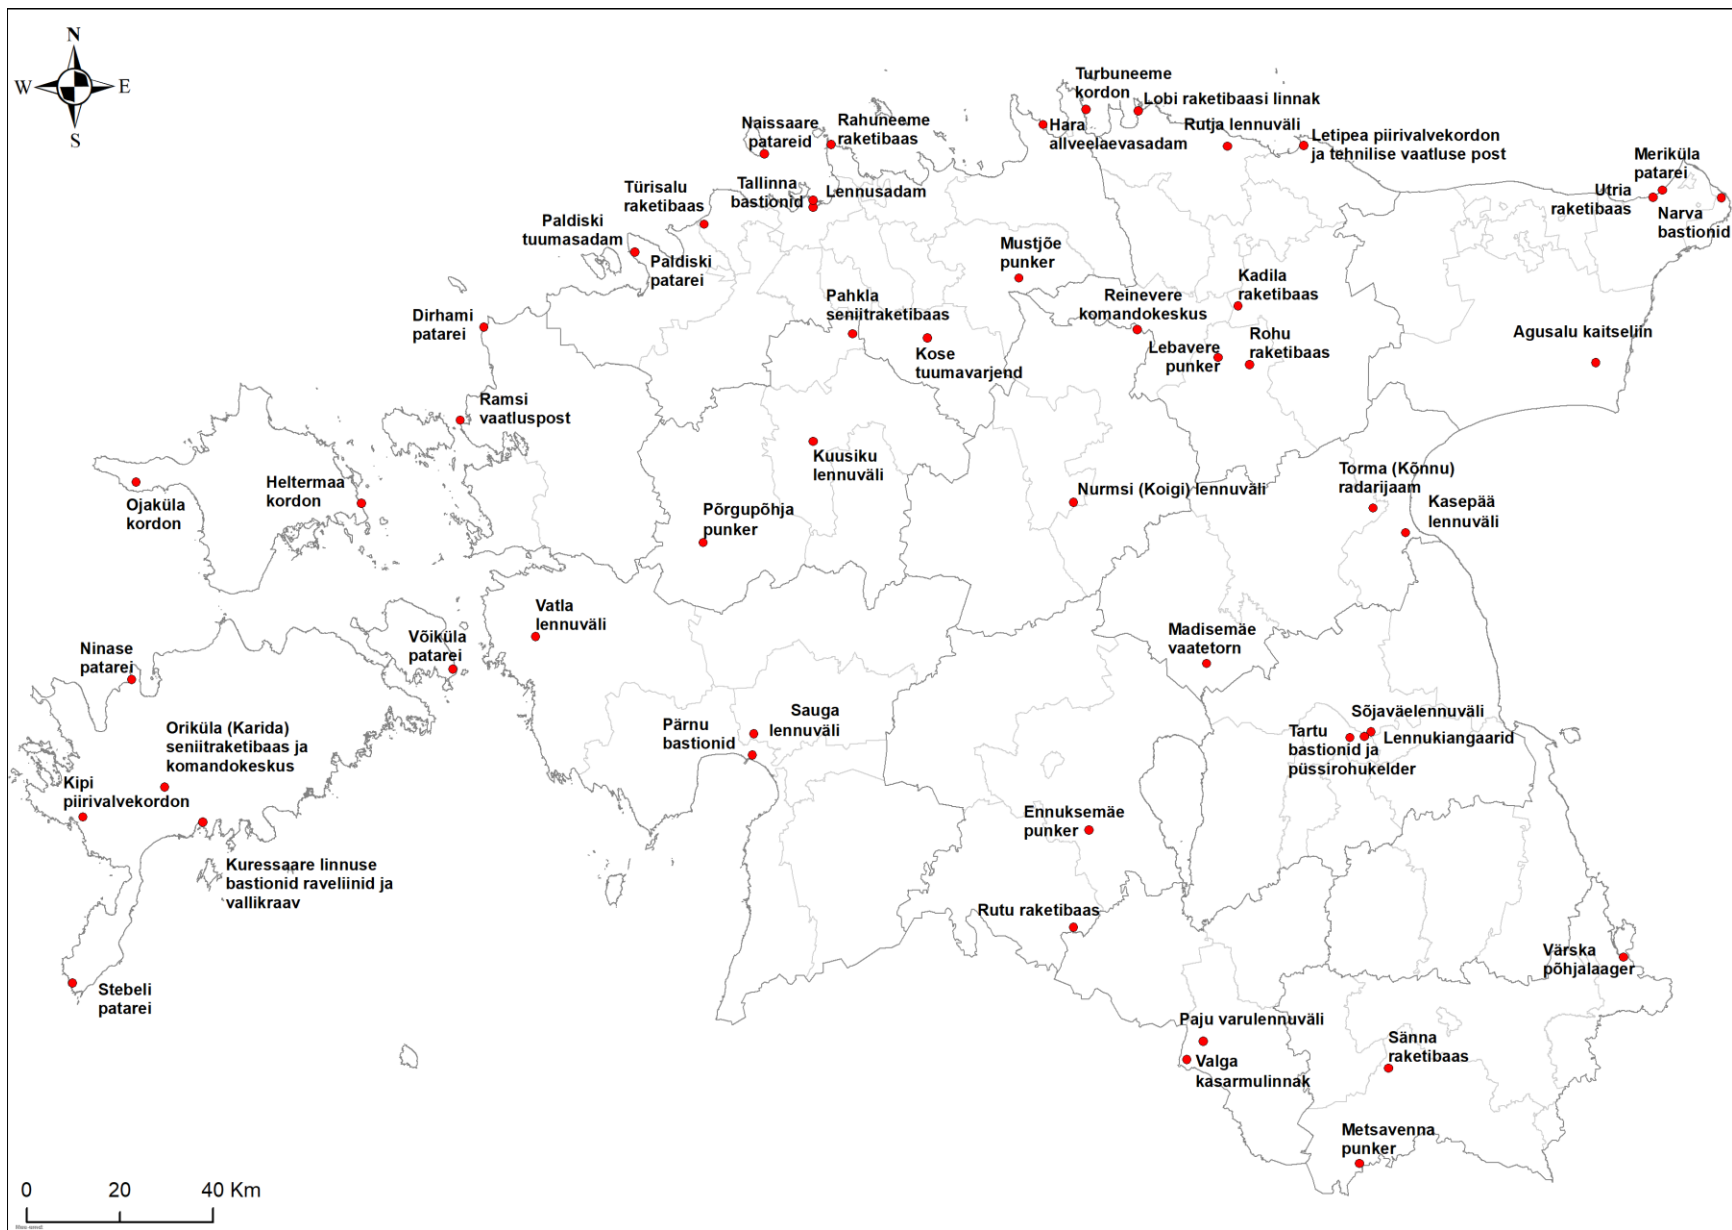 N
W
E
S
Turbuneeme
kordon
Lobi raketibaasi linnak
Hara
allveelaevasadam
Rutja lennuväli
Letipea piirivalvekordon
ja tehnilise vaatluse post
Naissaare
patareid
Rahuneeme
raketibaas
Meriküla
patarei
Utria
raketibaas
Narva
bastionid
Tallinna
bastionid
Lennusadam
Türisalu
raketibaas
Paldiski
tuumasadam
Paldiski
patarei
Mustjõe
punker
Kadila
raketibaas
Reinevere
komandokeskus
Pahkla
seniitraketibaas
Dirhami
patarei
Kose
tuumavarjend
Lebavere
punker
Rohu
raketibaas
Agusalu kaitseliin
Ramsi
vaatluspost
Kuusiku
lennuväli
Heltermaa
kordon
Ojaküla
kordon
Nurmsi (Koigi) lennuväli
Torma (Kõnnu)
radarijaam
Kasepää
lennuväli
Põrgupõhja
punker
Vatla
lennuväli
Võiküla
patarei
Ninase
patarei
Madisemäe
vaatetorn
Oriküla (Karida)
seniitraketibaas ja
komandokeskus
Pärnu
bastionid
Sauga
lennuväli
Sõjaväelennuväli
Tartu
bastionid ja
püssirohukelder
Lennukiangaarid
Kipi
piirivalvekordon
Ennuksemäe
punker
Kuressaare linnuse
bastionid raveliinid ja
vallikraav
Rutu raketibaas
Värska
põhjalaager
Stebeli
patarei
Paju varulennuväli
Valga
kasarmulinnak
Sänna
raketibaas
Metsavenna
punker
0 20 40 Km